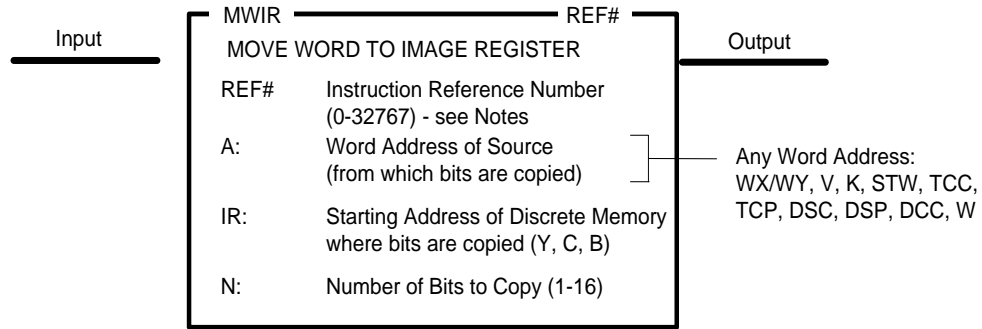 MWIR REF#
Input
MOVE WORD TO IMAGE REGISTER
Output
REF# Instruction Reference Number
(0-32767) - see Notes
A: Word Address of Source
(from which bits are copied)
Any Word Address:
WX/WY, V, K, STW, TCC,
TCP, DSC, DSP, DCC, W
IR: Starting Address of Discrete Memory
where bits are copied (Y, C, B)
N: Number of Bits to Copy (1-16)